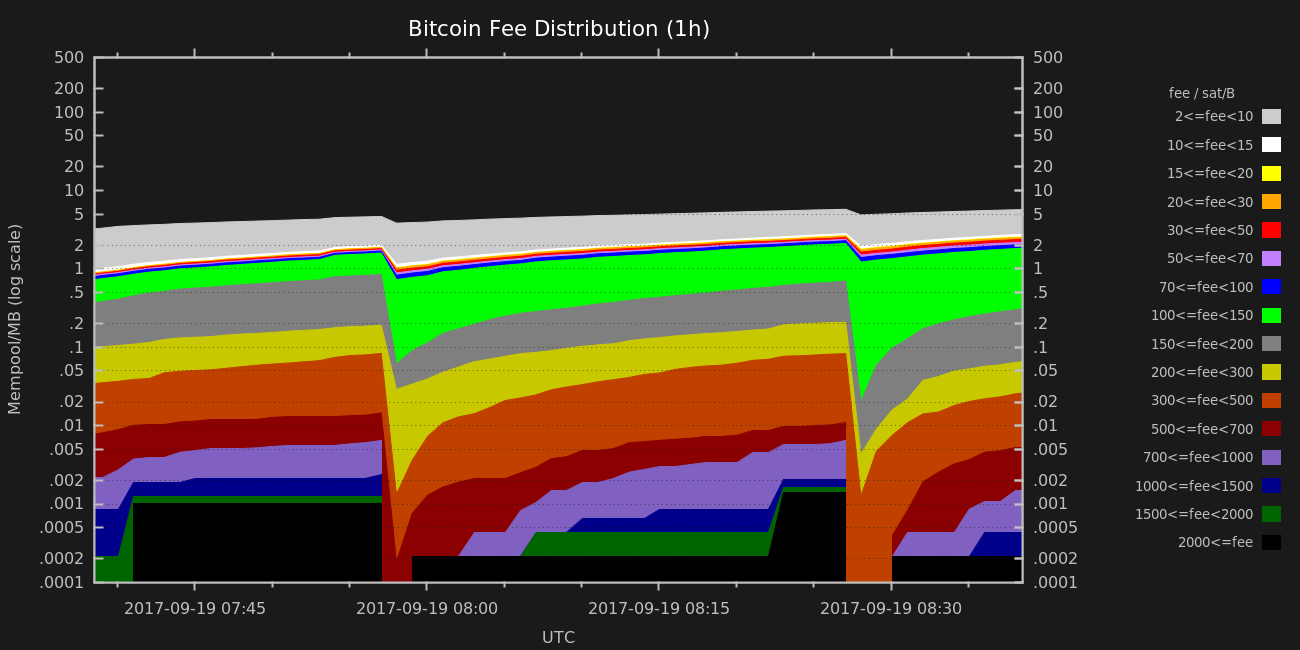 Bitcoin Fee Distribution (1h)
500
200
100
50
20
10
5
2
1
.5
.2
.1
.05
.02
.01
.005
.002
.001
.0005
.0002
.0001
Mempool/MB (log scale)
500
200
100
50
20
10
5
2
1
.5
.2
.1
.05
.02
.01
.005
.002
.001
.0005
.0002
.0001
fee / sat/B
2<=fee<10
10<=fee<15
15<=fee<20
20<=fee<30
30<=fee<50
50<=fee<70
70<=fee<100
100<=fee<150
150<=fee<200
200<=fee<300
300<=fee<500
500<=fee<700
700<=fee<1000
1000<=fee<1500
1500<=fee<2000
2000<=fee
2017-09-19 07:45 2017-09-19 08:00 2017-09-19 08:15 2017-09-19 08:30
UTC